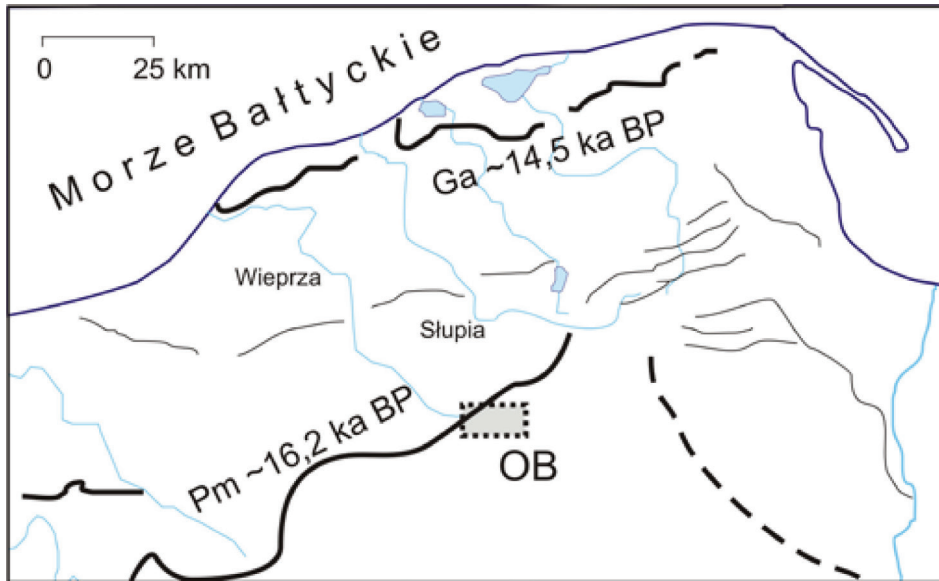 0 25 km
Morze Bałtyckie
Ga ~14,5 ka BP
Wieprza
Słupia
Pm ~16,2 ka BP
OB